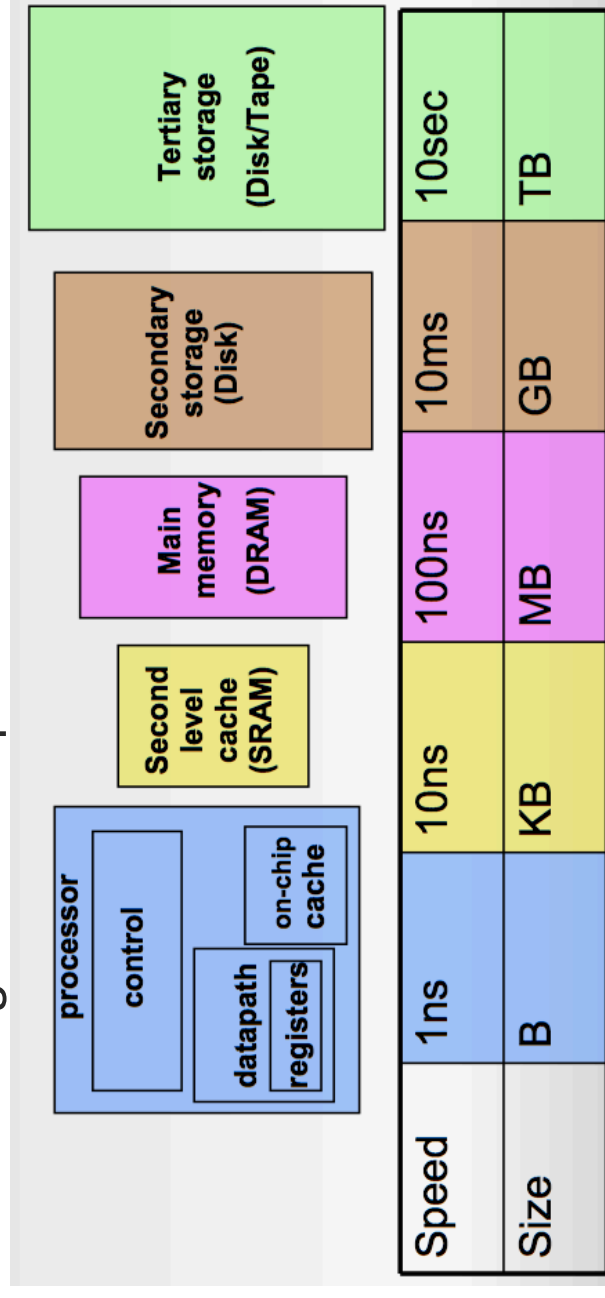 processor
control
datapath
registers
on-chip
cache
Second
level
cache
(SRAM)
Main
memory
(DRAM)
Secondary
storage
(Disk)
Tertiary
storage
(Disk/Tape)
Speed 1ns 10ns 100ns 10ms 10sec
Size B KB MB GB TB